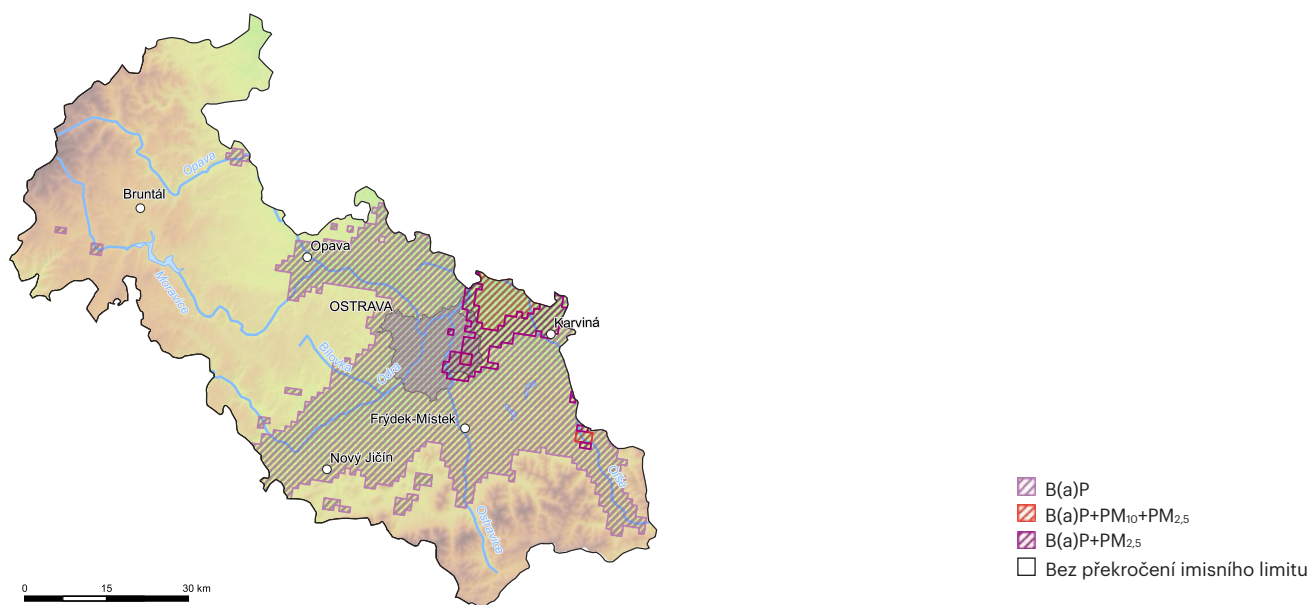 Opava
Bruntál
Opava
Moravice
OSTRAVA
Karviná
Bílovka
Odra
Frýdek-Místek
Nový Jičín
Olše
Ostravice
B(a)P
B(a)P+PM₁₀+PM₂,₅
B(a)P+PM₂,₅
Bez překročení imisního limitu
0 15 30 km